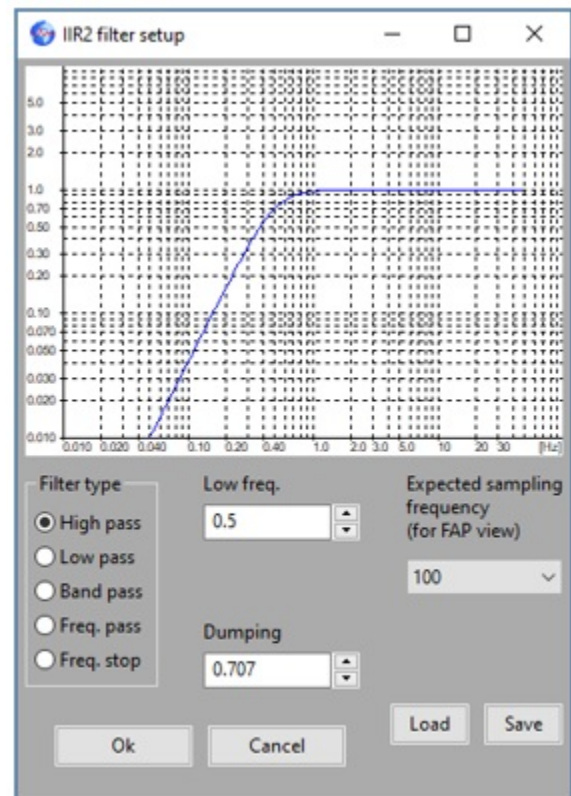 IIR2 filter setup
5.0
3.0
2.0
1.0
0.70
0.50
0.30
0.20
0.10
0.070
0.050
0.030
0.020
0.010
0.010 0.020 0.040 0.10 0.20 0.40 1.0 2.0 3.0 5.0 10 20 30 [Hz]
Filter type
High pass
Low pass
Band pass
Freq. pass
Freq. stop
Low freq.
0.5
Dumping
0.707
Expected sampling
frequency
(for FAP view)
100
Load Save
Ok Cancel